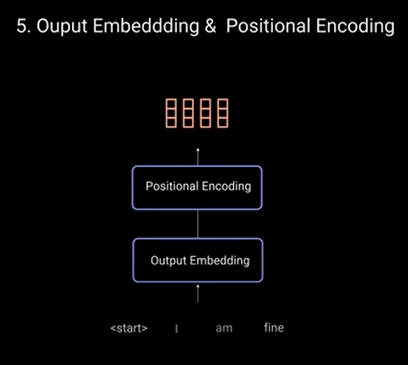 5. Ouput Embeddding & Positional Encoding
Positional Encoding
Output Embedding
<start> I am fine